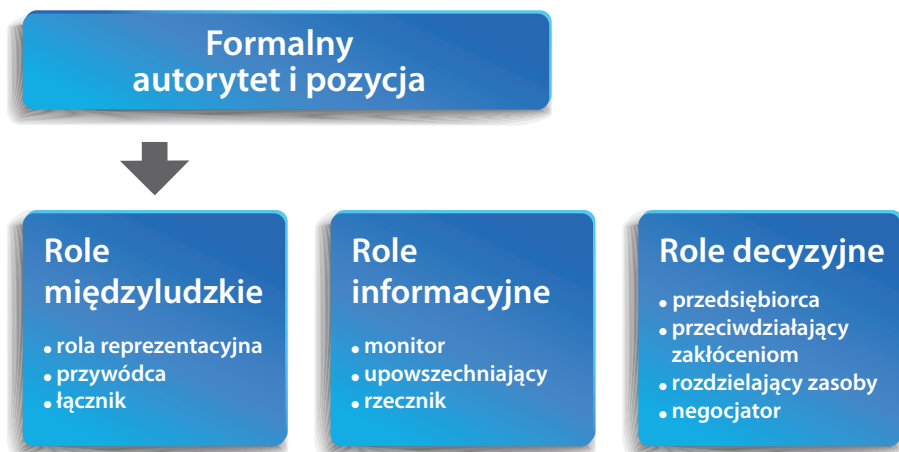 Formalny
autorytet i pozycja
Role
międzyludzkie
• rola reprezentacyjna
• przywódca
• łącznik
Role
informacyjne
• monitor
• upowszechniający
• rzecznik
Role decyzyjne
• przedsiębiorca
• przeciwdziałający
zakłóceniom
• rozdzielający zasoby
• negocjator